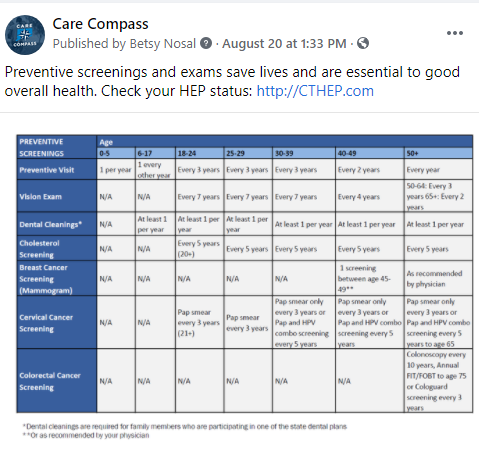 Care Compass
CARE
COMPASS
Published by Betsy Nosal · August 20 at 1:33 PM ·
Preventive screenings and exams save lives and are essential to good
overall health. Check your HEP status: http://CTHEP.com
PREVENTIVE SCREENINGS Age
0-5 6-17 18-24 25-29 30-39 40-49 50+
Preventive Visit 1 per year 1 every other year Every 3 years Every 3 years Every 3 years Every 2 years Every year
Vision Exam N/A N/A Every 7 years Every 7 years Every 7 years Every 4 years 50-64: Every 3 years 65+: Every 2 years
Dental Cleanings* N/A At least 1 per year At least 1 per year At least 1 per year At least 1 per year At least 1 per year At least 1 per year
Cholesterol Screening N/A N/A Every 5 years (20+) Every 5 years Every 5 years Every 5 years Every 5 years
Breast Cancer Screening (Mammogram) N/A N/A N/A N/A N/A 1 screening between age 45-49** As recommended by physician
Cervical Cancer Screening N/A N/A Pap smear every 3 years (21+) Pap smear every 3 years Pap smear only every 3 years or Pap and HPV combo screening every 5 years Pap smear only every 3 years or Pap and HPV combo screening every 5 years Pap smear only every 3 years or Pap and HPV combo screening every 5 years to age 65
Colorectal Cancer Screening N/A N/A N/A N/A N/A N/A Colonoscopy every 10 years, Annual FIT/FOBT to age 75 or Cologuard screening every 3 years
*Dental cleanings are required for family members who are participating in one of the state dental plans
**Or as recommended by your physician